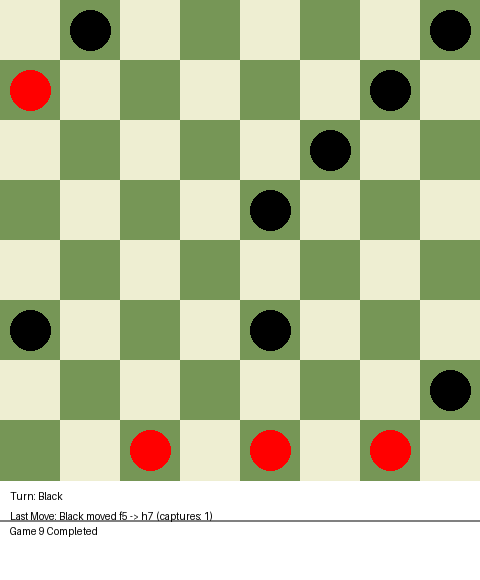 Turn: Black
Last Move: Black moved f5 -> h7 (captures: 1)
Game 9 Completed